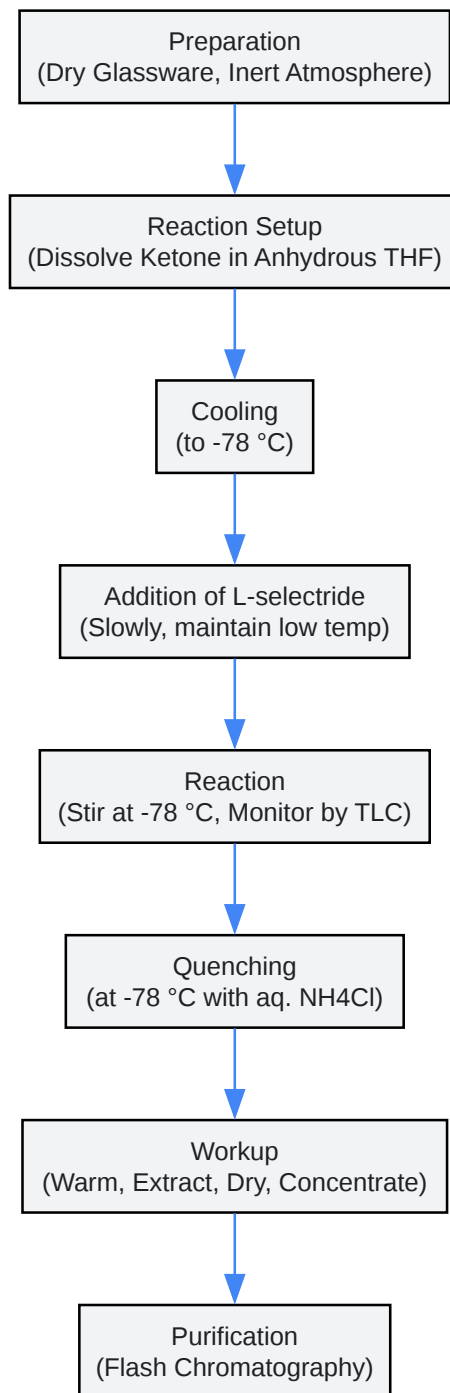 Preparation
(Dry Glassware, Inert Atmosphere)
Reaction Setup
(Dissolve Ketone in Anhydrous THF)
Cooling
(to -78 °C)
Addition of L-selectride
(Slowly, maintain low temp)
Reaction
(Stir at -78 °C, Monitor by TLC)
Quenching
(at -78 °C with aq. NH4Cl)
Workup
(Warm, Extract, Dry, Concentrate)
Purification
(Flash Chromatography)